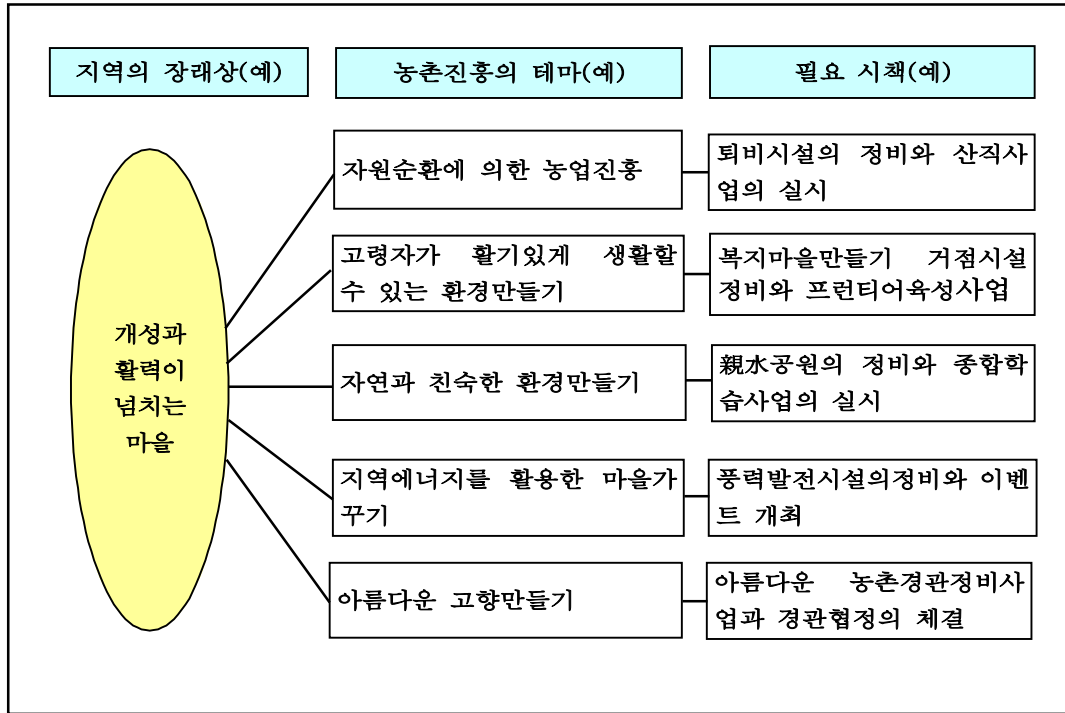 지역의 장래상(예)
농촌진흥의 테마(예)
필요 시책(예)
개성과
활력이
넘치는
마을
자원순환에 의한 농업진흥
퇴비시설의 정비와 산직사
업의 실시
고령자가 활기있게 생활할
수 있는 환경만들기
복지마을만들기 거점시설
정비와 프런티어육성사업
자연과 친숙한 환경만들기
親水공원의 정비와 종합학
습사업의 실시
지역에너지를 활용한 마을가
꾸기
풍력발전시설의정비와 이벤
트 개최
아름다운 고향만들기
아름다운 농촌경관정비사
업과 경관협정의 체결